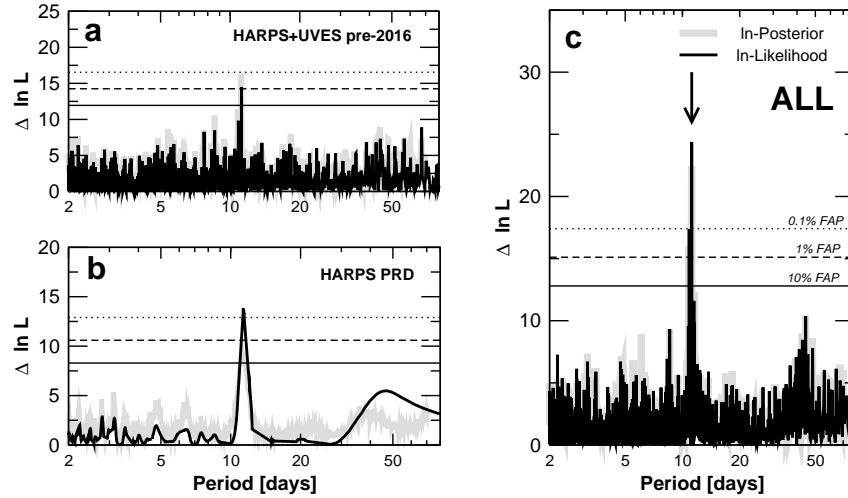 a
HARPS+UVES pre-2016
Δ ln L
25
20
15
10
5
0
2 5 10 20 50
b
HARPS PRD
Δ ln L
20
15
10
5
0
2 5 10 20 50
Period [days]
c
ln-Posterior
ln-Likelihood
ALL
Δ ln L
30
20
10
0
0.1% FAP
1% FAP
10% FAP
2 5 10 20 50
Period [days]